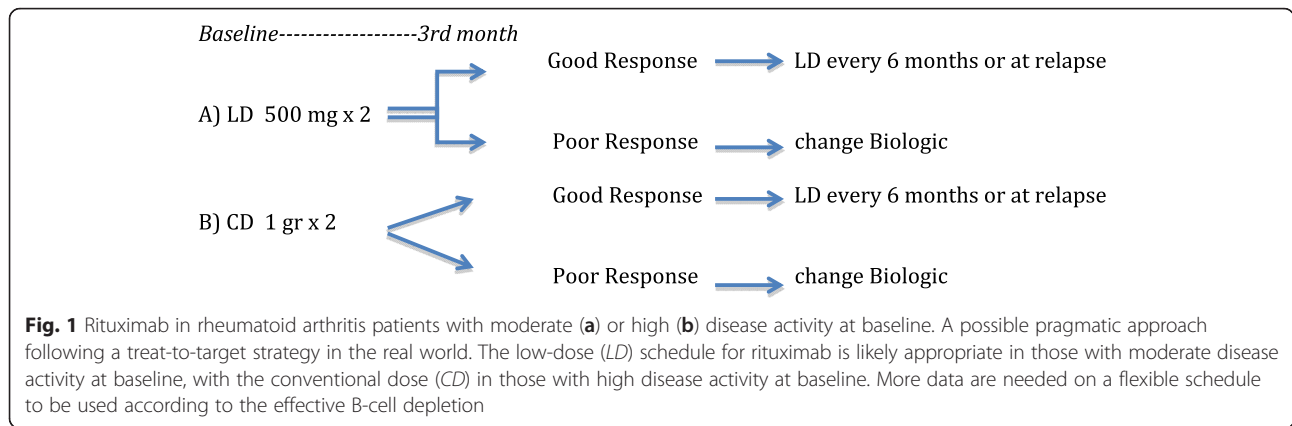 Baseline-------------------3rd month
Good Response LD every 6 months or at relapse
A) LD 500 mg x 2
Poor Response change Biologic
Good Response LD every 6 months or at relapse
B) CD 1 gr x 2
Poor Response change Biologic
Fig. 1 Rituximab in rheumatoid arthritis patients with moderate (a) or high (b) disease activity at baseline. A possible pragmatic approach
following a treat-to-target strategy in the real world. The low-dose (LD) schedule for rituximab is likely appropriate in those with moderate disease
activity at baseline, with the conventional dose (CD) in those with high disease activity at baseline. More data are needed on a flexible schedule
to be used according to the effective B-cell depletion